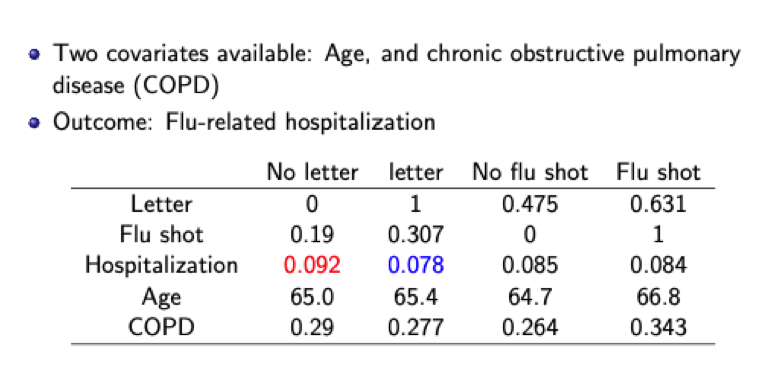 Two covariates available: Age, and chronic obstructive pulmonary
disease (COPD)
Outcome: Flu-related hospitalization
No letter letter No flu shot Flu shot
Letter 0 1 0.475 0.631
Flu shot 0.19 0.307 0 1
Hospitalization 0.092 0.078 0.085 0.084
Age 65.0 65.4 64.7 66.8
COPD 0.29 0.277 0.264 0.343